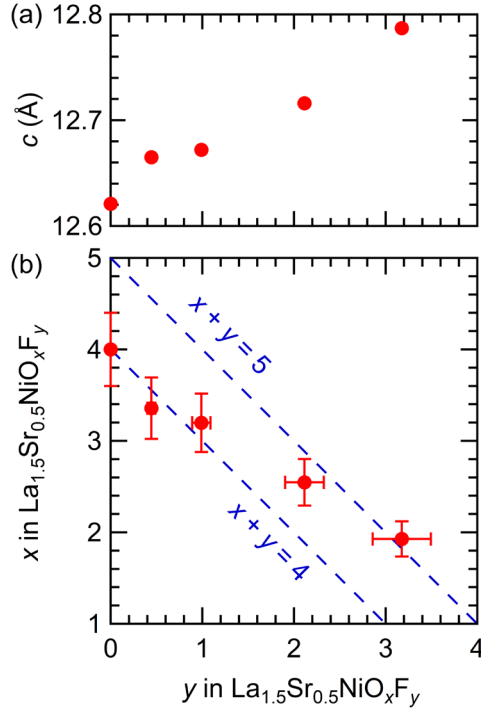 (a)
12.8
12.7
12.6
c (Å)
(b)
5
4
3
2
1
x in La1.5Sr0.5NiOxFy
x + y = 5
x + y = 4
0
1
2
3
4
y in La1.5Sr0.5NiOxFy